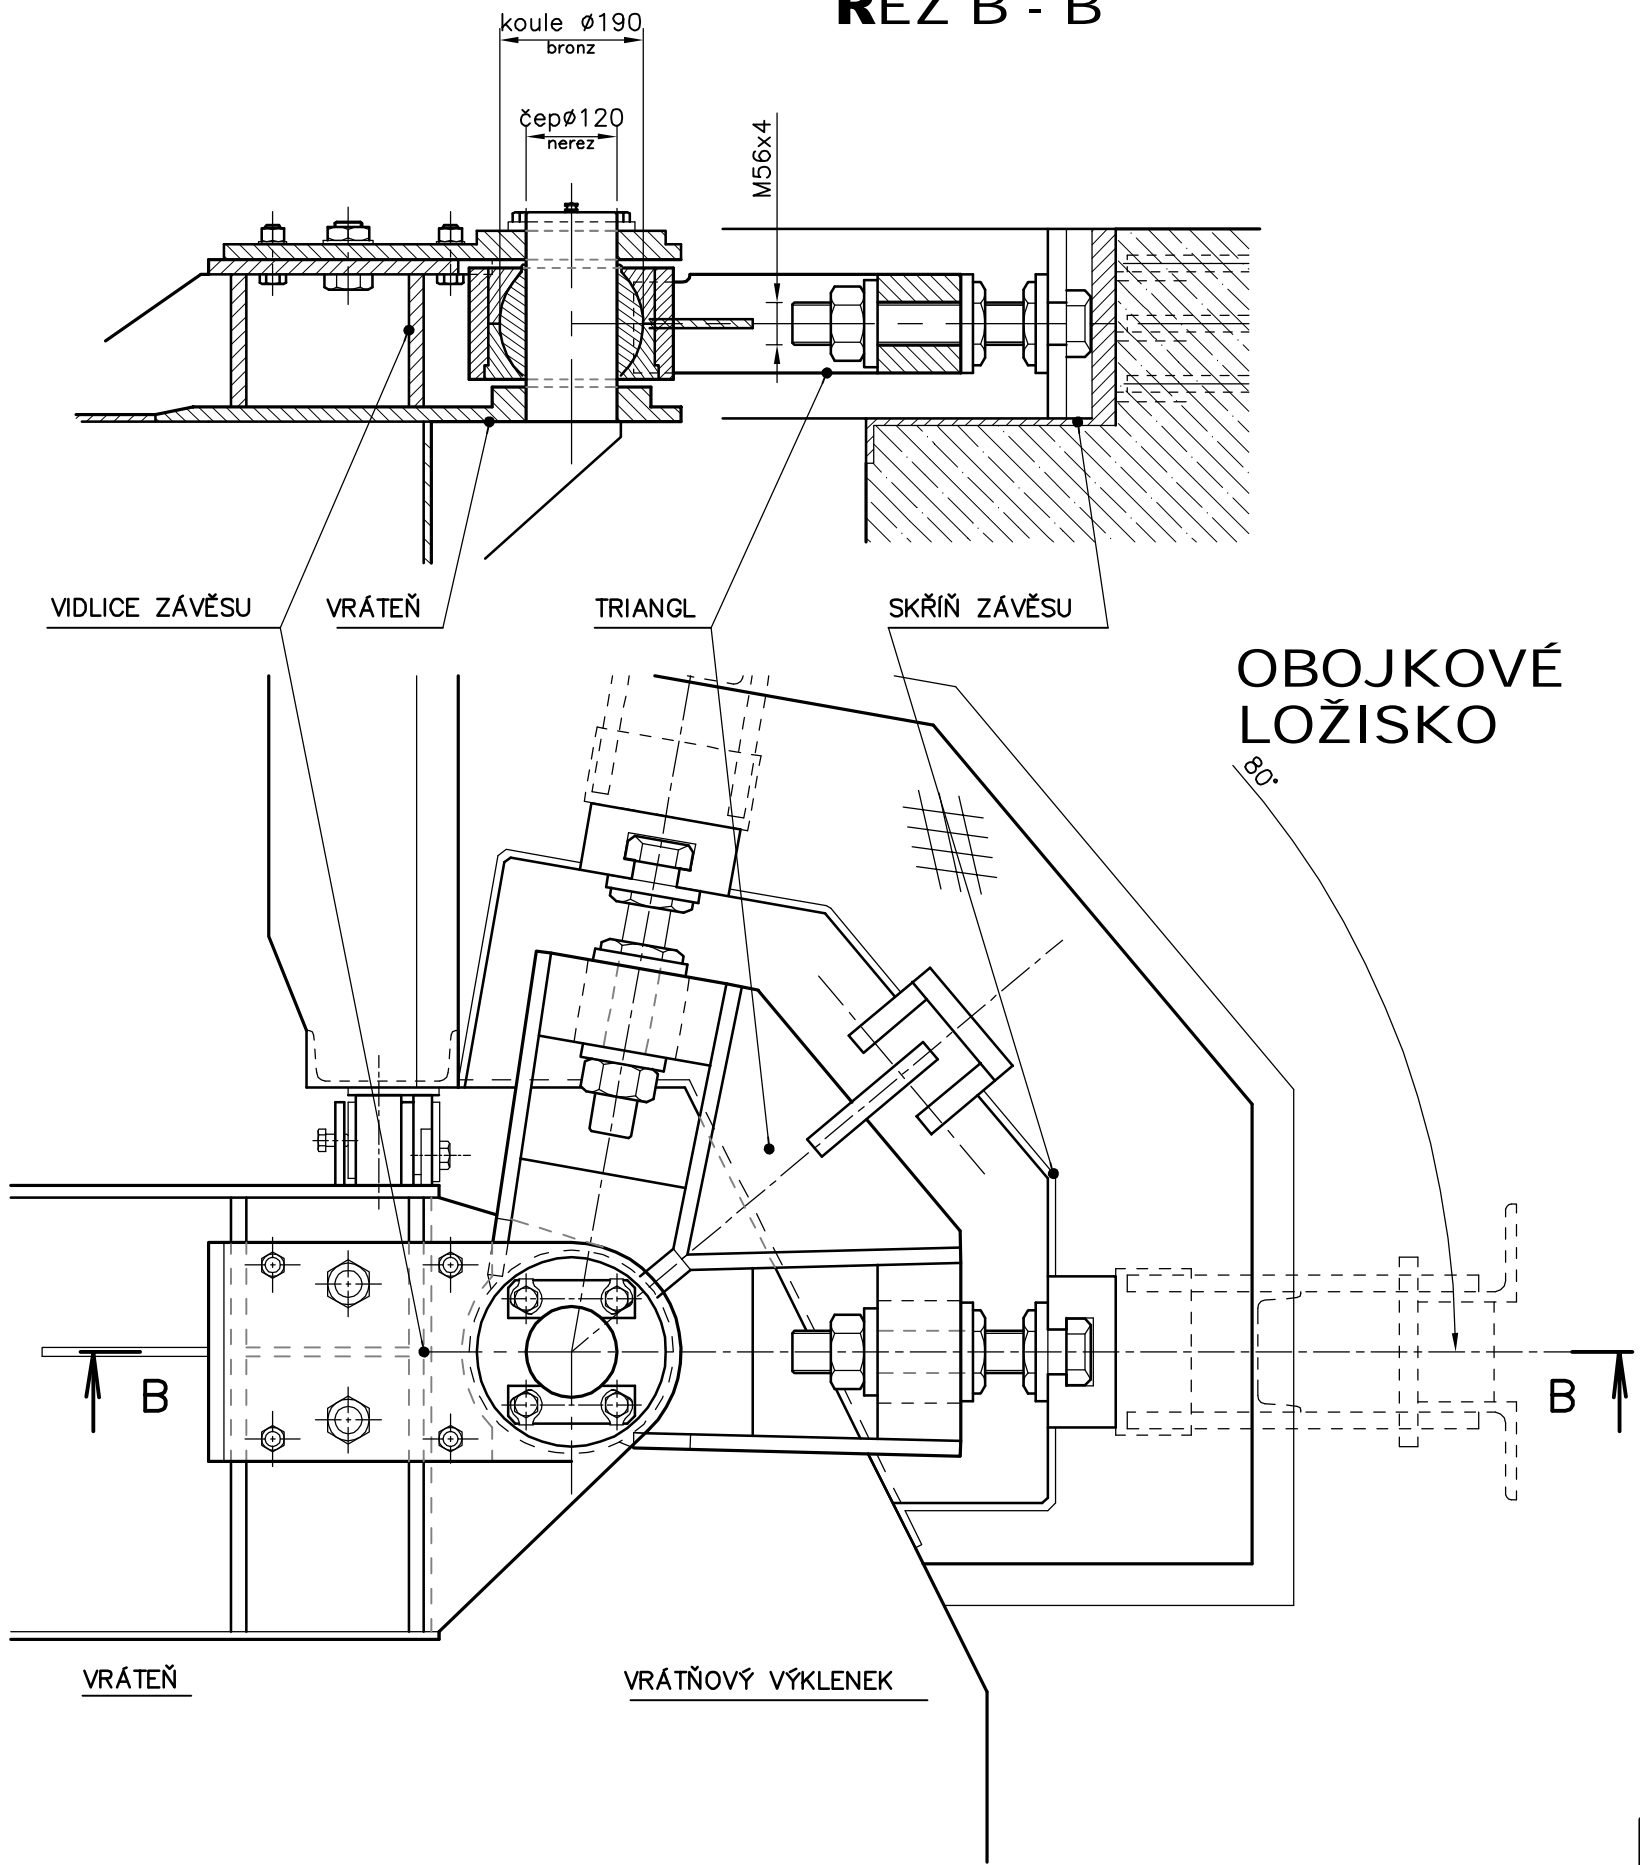 ŘEZ B - B
koule ø190
bronz
čepø120
nerez
M56x4
VIDLICE ZÁVĚSU
VRÁTEŇ
TRIANGL
SKŘÍŇ ZÁVĚSU
OBOJKOVÉ
LOŽISKO
80°
B
B
VRÁTEŇ
VRÁTŇOVÝ VÝKLENEK